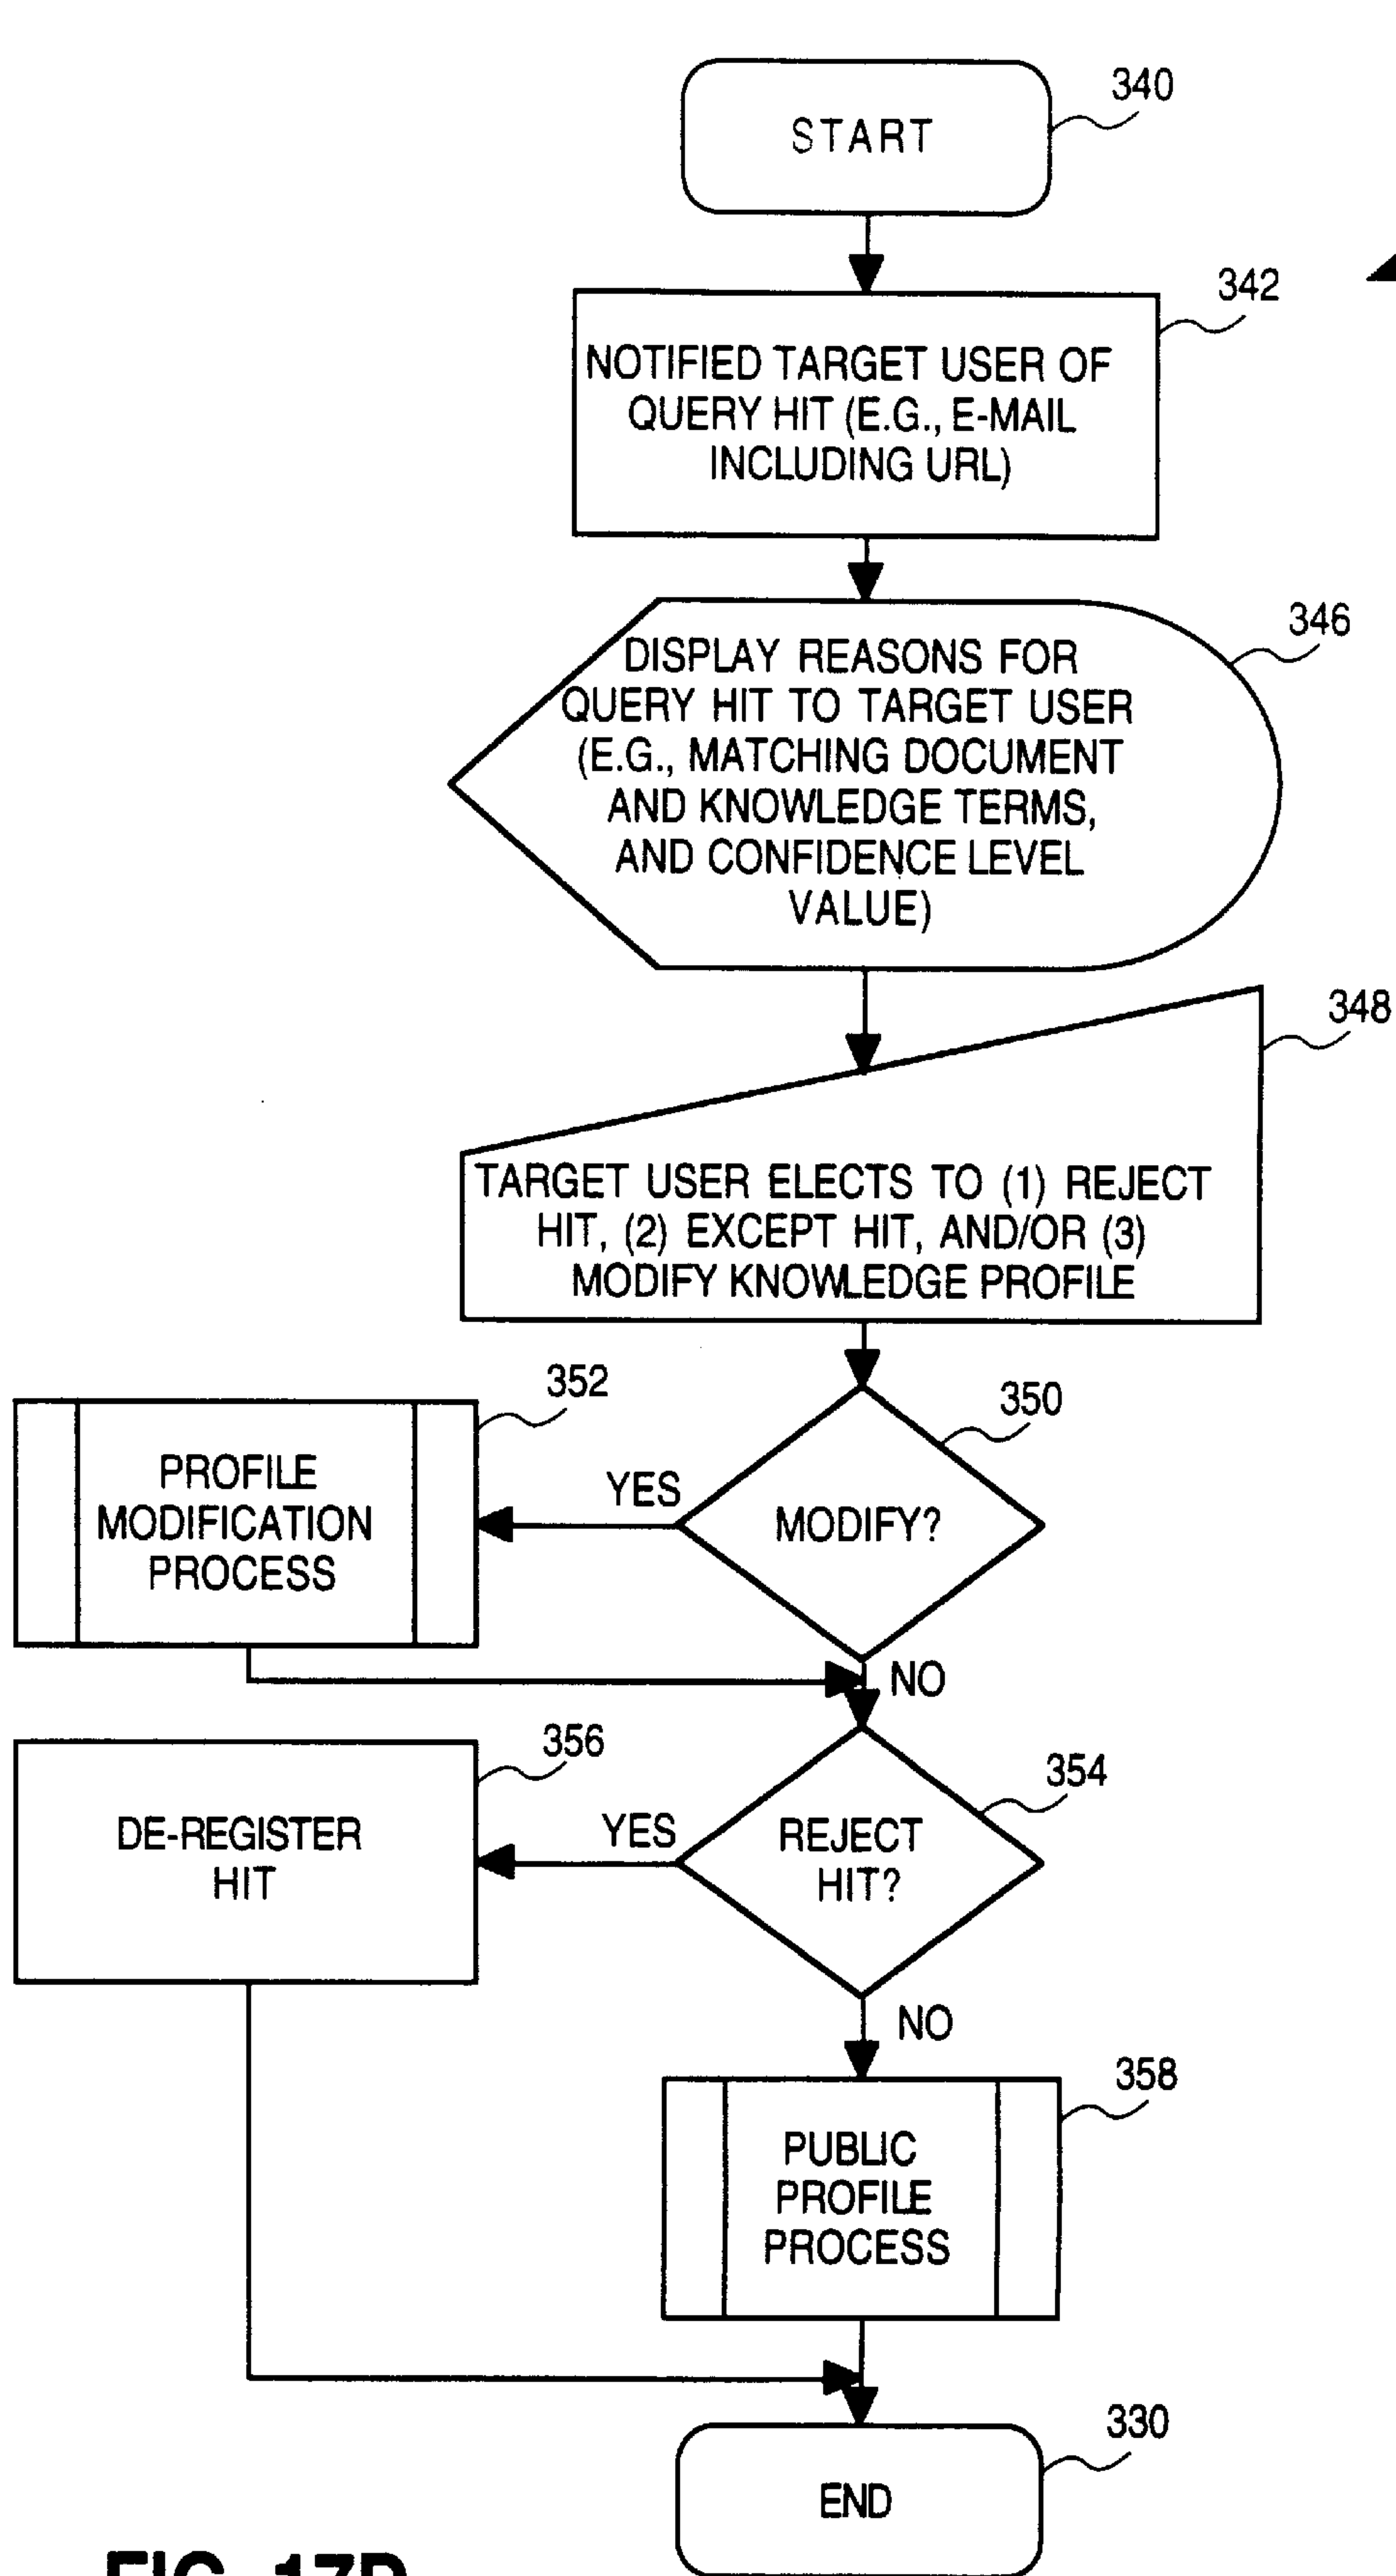 START
340
342
NOTIFIED TARGET USER OF
QUERY HIT (E.G., E-MAIL
INCLUDING URL)
346
DISPLAY REASONS FOR
QUERY HIT TO TARGET USER
(E.G., MATCHING DOCUMENT
AND KNOWLEDGE TERMS,
AND CONFIDENCE LEVEL
VALUE)
348
TARGET USER ELECTS TO (1) REJECT
HIT, (2) EXCEPT HIT, AND/OR (3)
MODIFY KNOWLEDGE PROFILE
352
350
PROFILE
MODIFICATION
PROCESS
YES
MODIFY?
NO
356
354
DE-REGISTER
HIT
YES
REJECT
HIT?
NO
358
PUBLIC
PROFILE
PROCESS
330
END